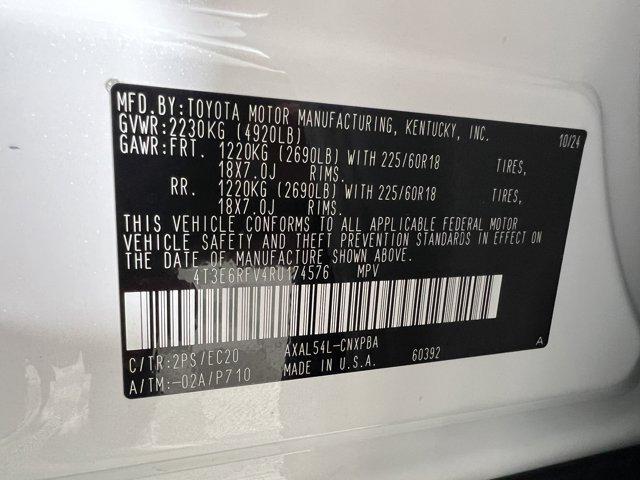 MFD.BY:TOYOTA MOTOR MANUFACTURING, KENTUCKY, INC.
GVWR:2230KG (4920LB) 10/24
GAWR:FRT. 1220KG (2690LB) WITH 225/60R18 TIRES,
18X7.0J RIMS.
RR. 1220KG (2690LB) WITH 225/60R18 TIRES,
18X7.0J RIMS.
THIS VEHICLE CONFORMS TO ALL APPLICABLE FEDERAL MOTOR
VEHICLE SAFETY AND THEFT PREVENTION STANDARDS IN EFFECT ON
THE DATE OF MANUFACTURE SHOWN ABOVE.
4T3E6RFV4RU174576 MPV
C/TR:2PS/EC20 AXAL54L-CNXPBA A
A/TM:-02A/P710 MADE IN U.S.A. 60392